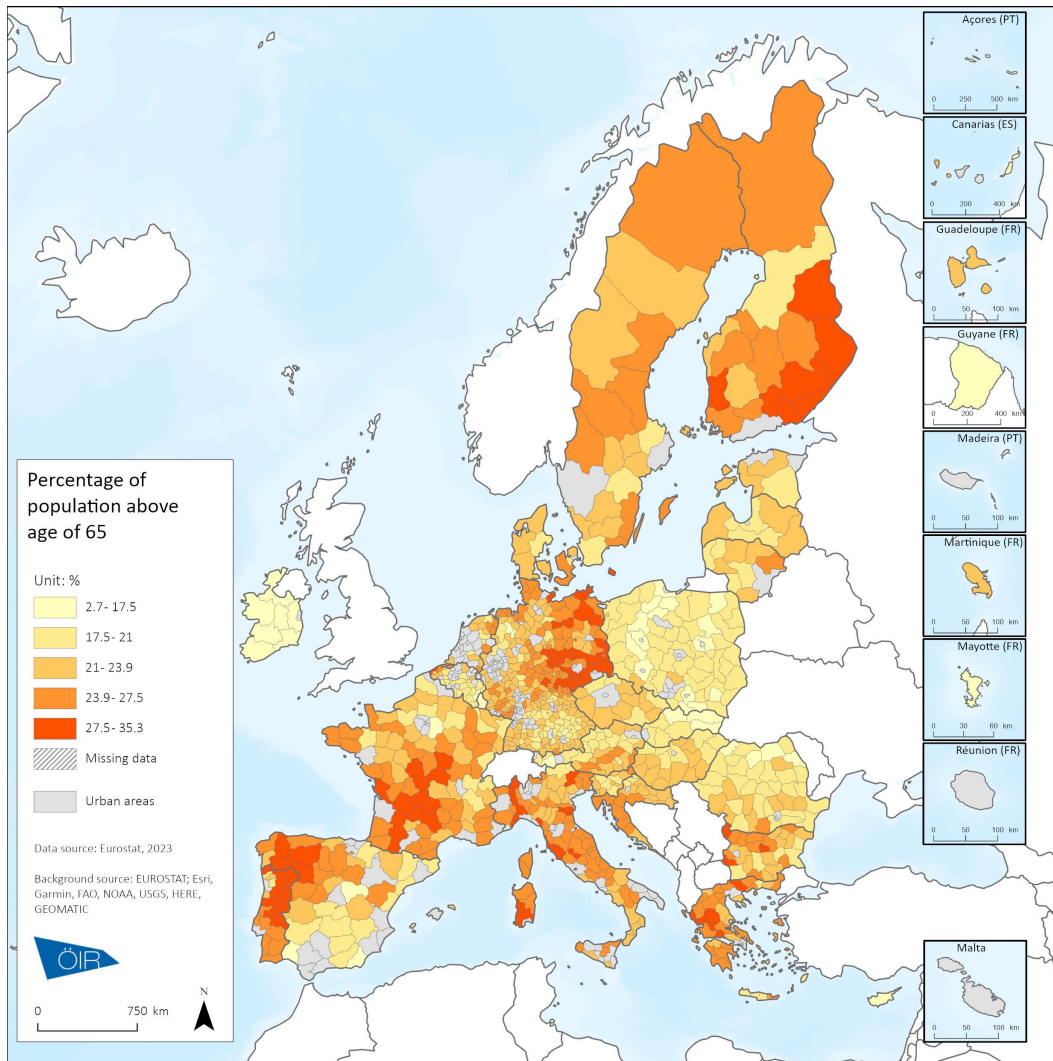 Percentage of
population above
age of 65
Unit: %
2.7- 17.5
17.5- 21
21- 23.9
23.9- 27.5
27.5- 35.3
Missing data
Urban areas
Data source: Eurostat, 2023
Background source: EUROSTAT; Esri,
Garmin, FAO, NOAA, USGS, HERE,
GEOMATIC
ÖIR
0 750 km
N
Açores (PT)
0 250 500 km
Canarias (ES)
0 200 400 km
Guadeloupe (FR)
0 50 100 km
Guyane (FR)
0 200 400 km
Madeira (PT)
0 50 100 km
Martinique (FR)
0 50 100 km
Mayotte (FR)
0 30 60 km
Réunion (FR)
0 50 100 km
Malta
0 50 100 km